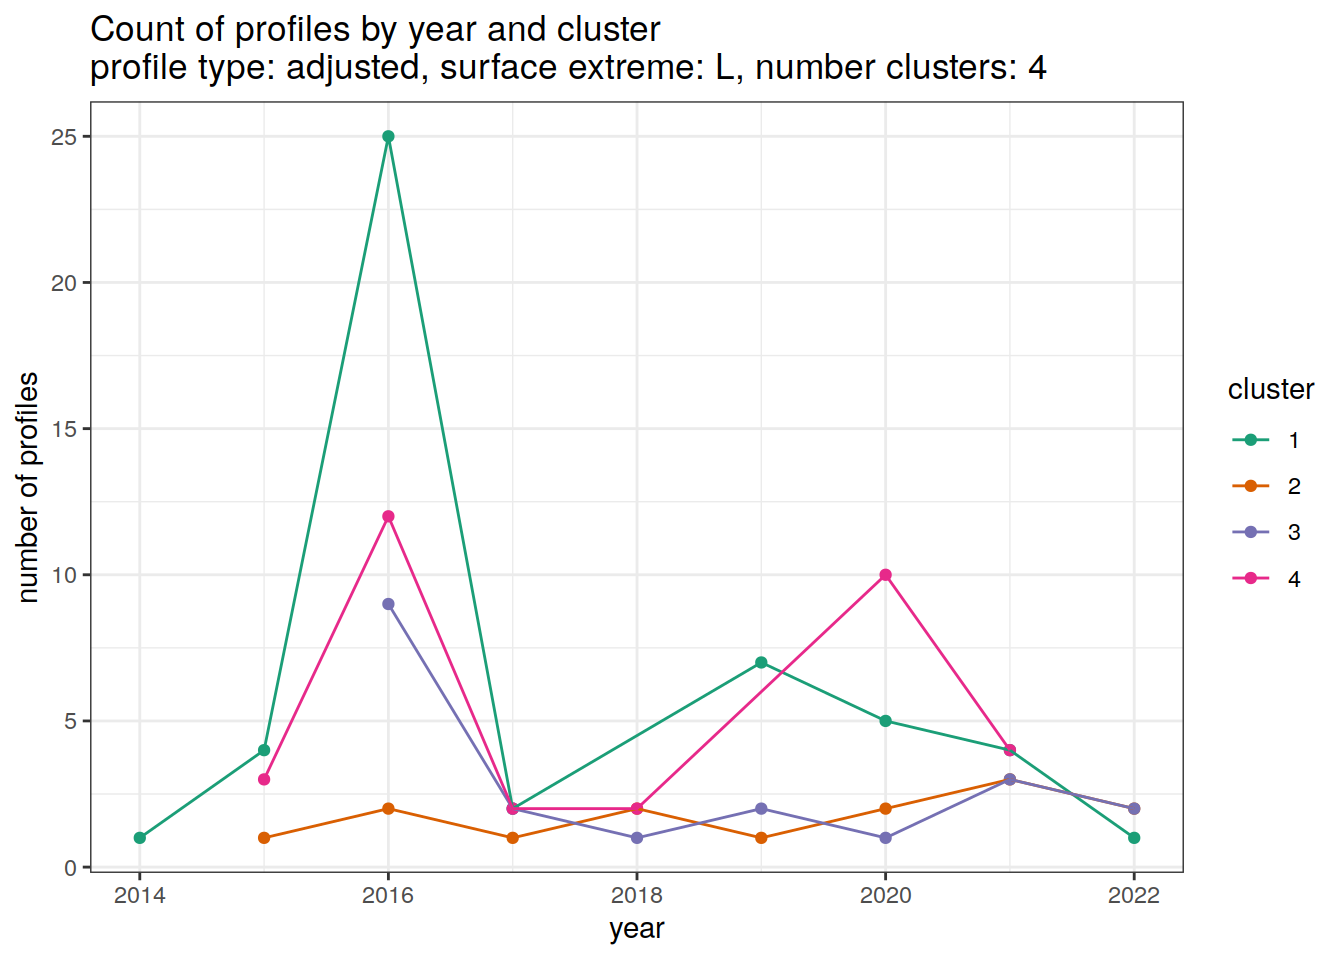 Count of profiles by year and cluster
profile type: adjusted, surface extreme: L, number clusters: 4
25
20
15
10
5
0
number of profiles
2014 2016 2018 2020 2022
year
cluster
1
2
3
4